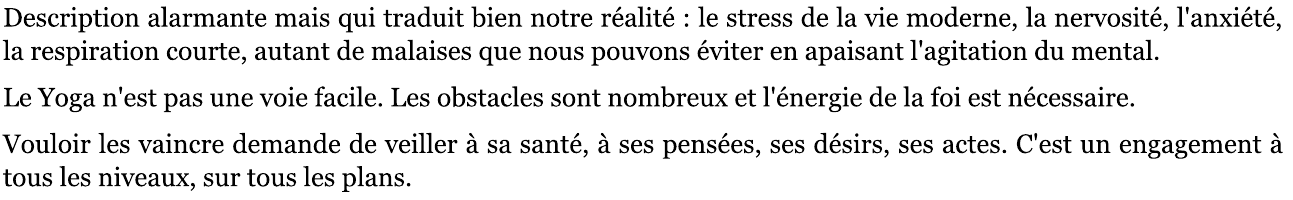 Description alarmante mais qui traduit bien notre réalité : le stress de la vie moderne, la nervosité, l'anxiété,
la respiration courte, autant de malaises que nous pouvons éviter en apaisant l'agitation du mental.
Le Yoga n'est pas une voie facile. Les obstacles sont nombreux et l'énergie de la foi est nécessaire.
Vouloir les vaincre demande de veiller à sa santé, à ses pensées, ses désirs, ses actes. C'est un engagement à
tous les niveaux, sur tous les plans.